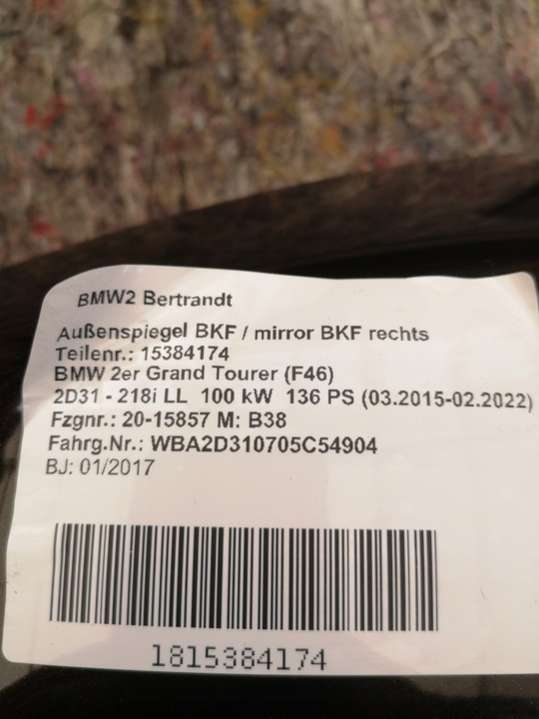 BMW2 Bertrandt
Außenspiegel BKF / mirror BKF rechts
Teilenr.: 15384174
BMW 2er Grand Tourer (F46)
2D31 - 218i LL 100 kW 136 PS (03.2015-02.2022)
Fzgnr.: 20-15857 M: B38
Fahrg.Nr.: WBA2D310705C54904
BJ: 01/2017
1815384174